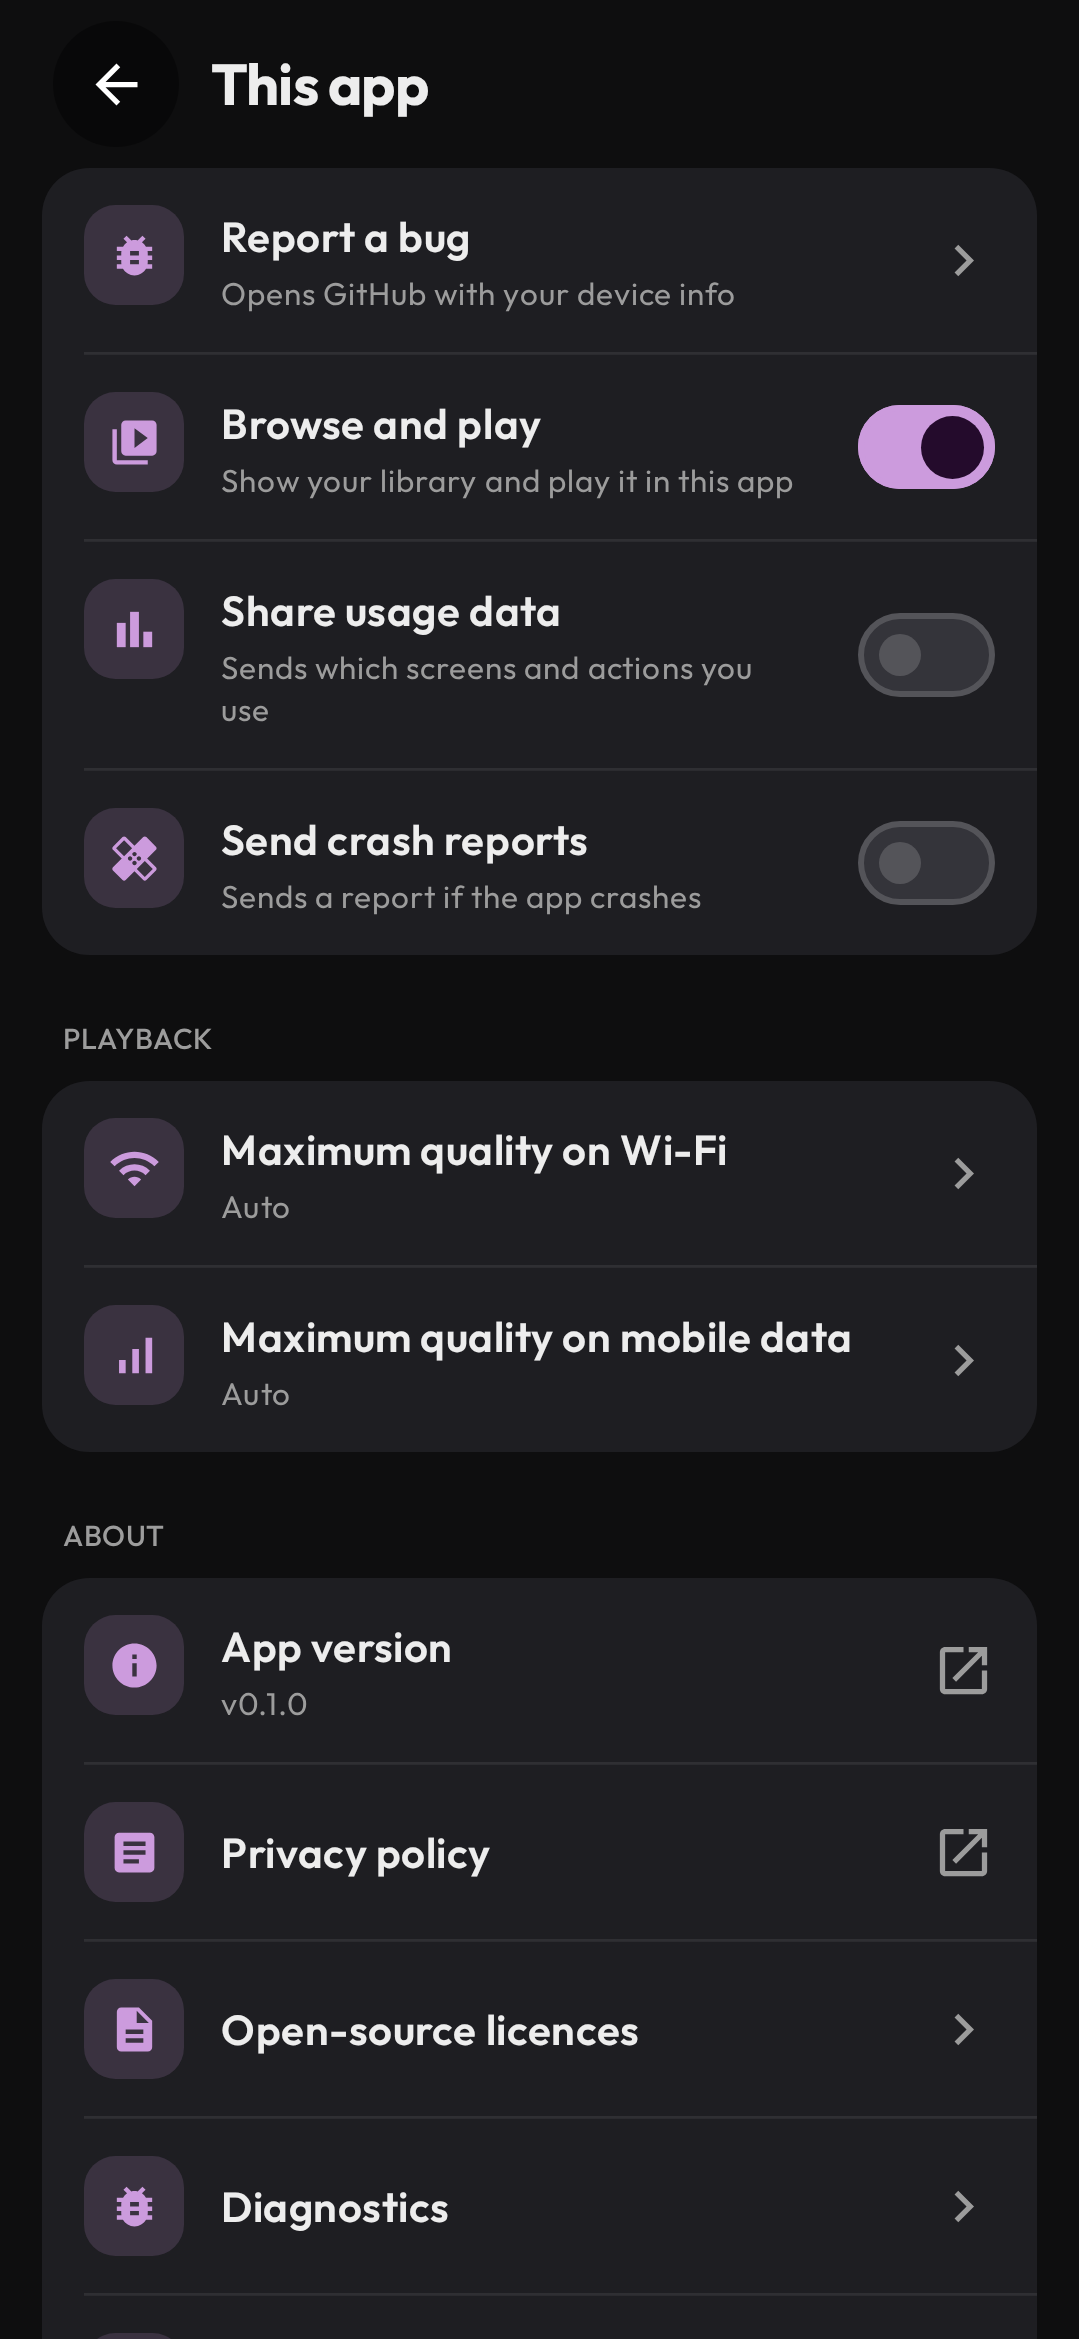 This app
Report a bug
Opens GitHub with your device info
Browse and play
Show your library and play it in this app
Share usage data
Sends which screens and actions you
use
Send crash reports
Sends a report if the app crashes
PLAYBACK
Maximum quality on Wi-Fi
Auto
Maximum quality on mobile data
Auto
ABOUT
App version
v0.1.0
Privacy policy
Open-source licences
Diagnostics